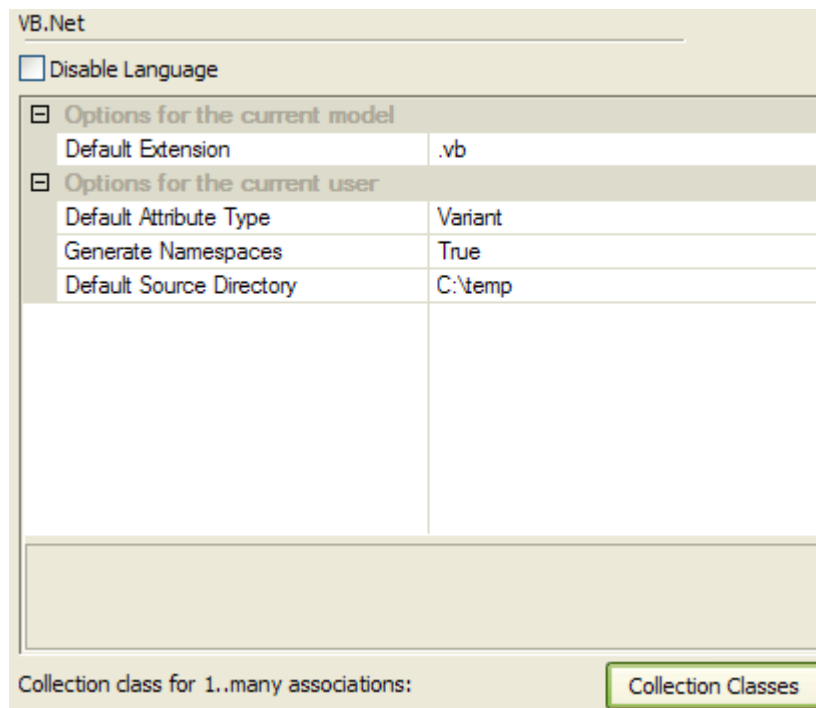 VB.Net
Disable Language
Options for the current model
Default Extension .vb
Options for the current user
Default Attribute Type Variant
Generate Namespaces True
Default Source Directory C:\temp
Collection class for 1..many associations: Collection Classes